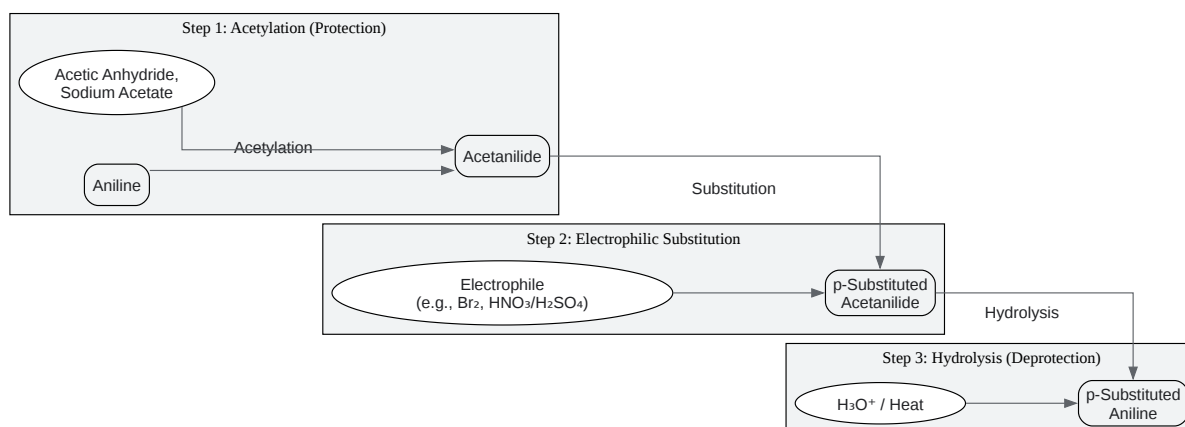 Step 1: Acetylation (Protection)
Acetic Anhydride,
Sodium Acetate
Acetylation
Acetanilide
Aniline
Substitution
Step 2: Electrophilic Substitution
Electrophile
(e.g., Br₂, HNO₃/H₂SO₄)
p-Substituted
Acetanilide
Hydrolysis
Step 3: Hydrolysis (Deprotection)
H₃O⁺ / Heat
p-Substituted
Aniline